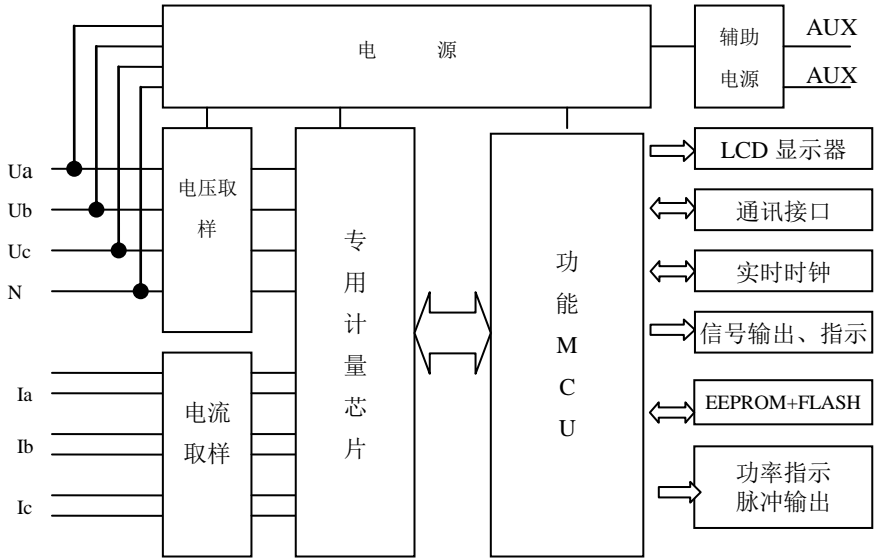 电 源
辅助
电源
AUX
AUX
Ua
Ub
Uc
N
电压取
样
专
用
计
量
芯
片
功
能
M
C
U
LCD 显示器
通讯接口
实时时钟
信号输出、指示
EEPROM+FLASH
功率指示
脉冲输出
Ia
Ib
Ic
电流
取样